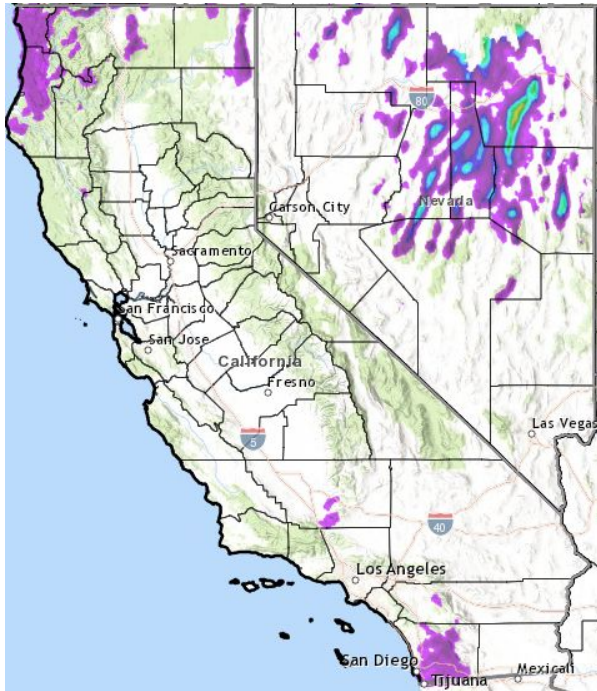 80
Nevada
Carson City
Sacramento
San Francisco
San Jose
California
Fresno
5
Las Vegas
40
Los Angeles
San Diego
Tijuana
Mexicali